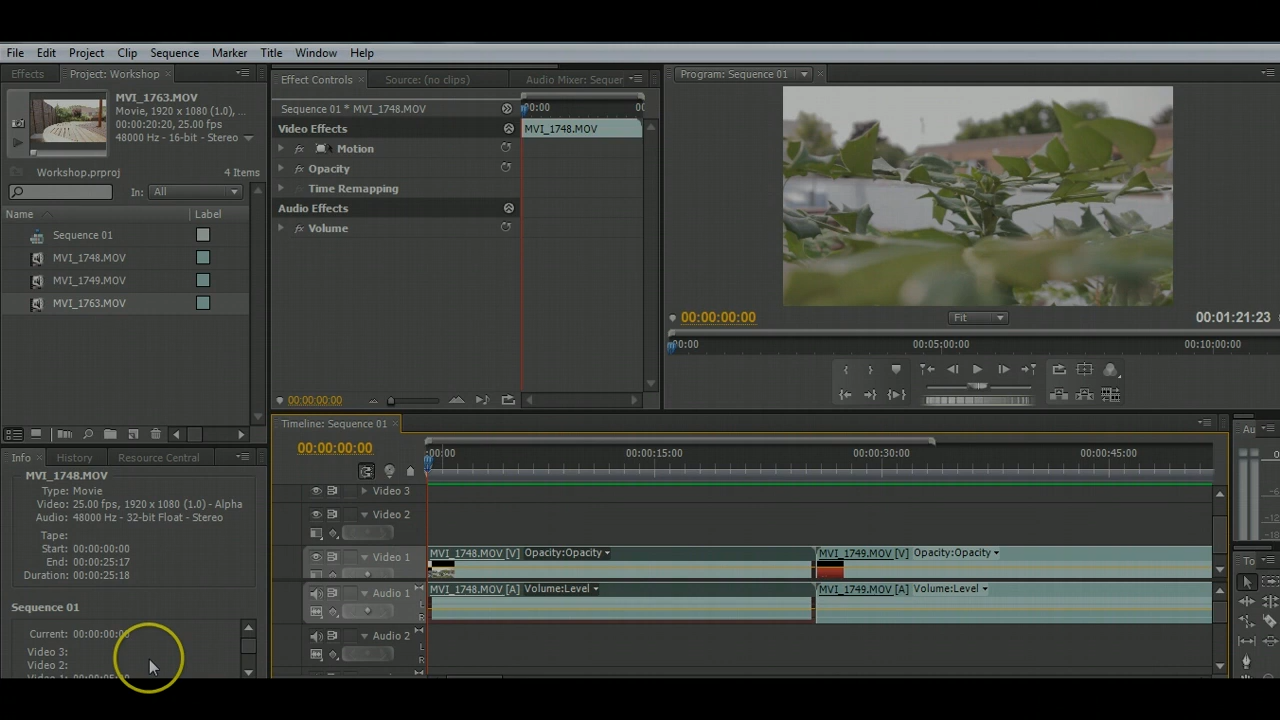 File Edit Project Clip Sequence Marker Title Window Help
Effects Project: Workshop
MVI_1763.MOV
Movie, 1920 x 1080 (1.0), ...
00:00:20:20, 25.00 fps
48000 Hz - 16-bit - Stereo
Workshop.prproj 4 Items
In: All
Name Label
Sequence 01
MVI_1748.MOV
MVI_1749.MOV
MVI_1763.MOV
Effect Controls Source: (no clips) Audio Mixer: Sequer
Sequence 01 * MVI_1748.MOV
00:00
Video Effects
MVI_1748.MOV
fx Motion
fx Opacity
Time Remapping
Audio Effects
fx Volume
00:00:00:00
Program: Sequence 01
00:00:00:00 Fit 00:01:21:23
00:00 00:05:00:00 00:10:00:00
Info History Resource Central
MVI_1748.MOV
Type: Movie
Video: 25.00 fps, 1920 x 1080 (1.0) - Alpha
Audio: 48000 Hz - 32-bit Float - Stereo
Tape:
Start: 00:00:00:00
End: 00:00:25:17
Duration: 00:00:25:18
Sequence 01
Current: 00:00:00:00
Video 3:
Video 2:
Timeline: Sequence 01
00:00:00:00
:00:00 00:00:15:00 00:00:30:00 00:00:45:00
Video 3
Video 2
Video 1
MVI_1748.MOV [V] Opacity:Opacity
MVI_1749.MOV [V] Opacity:Opacity
Audio 1
L
R
MVI_1748.MOV [A] Volume:Level
MVI_1749.MOV [A] Volume:Level
Audio 2
L
R
Au
To